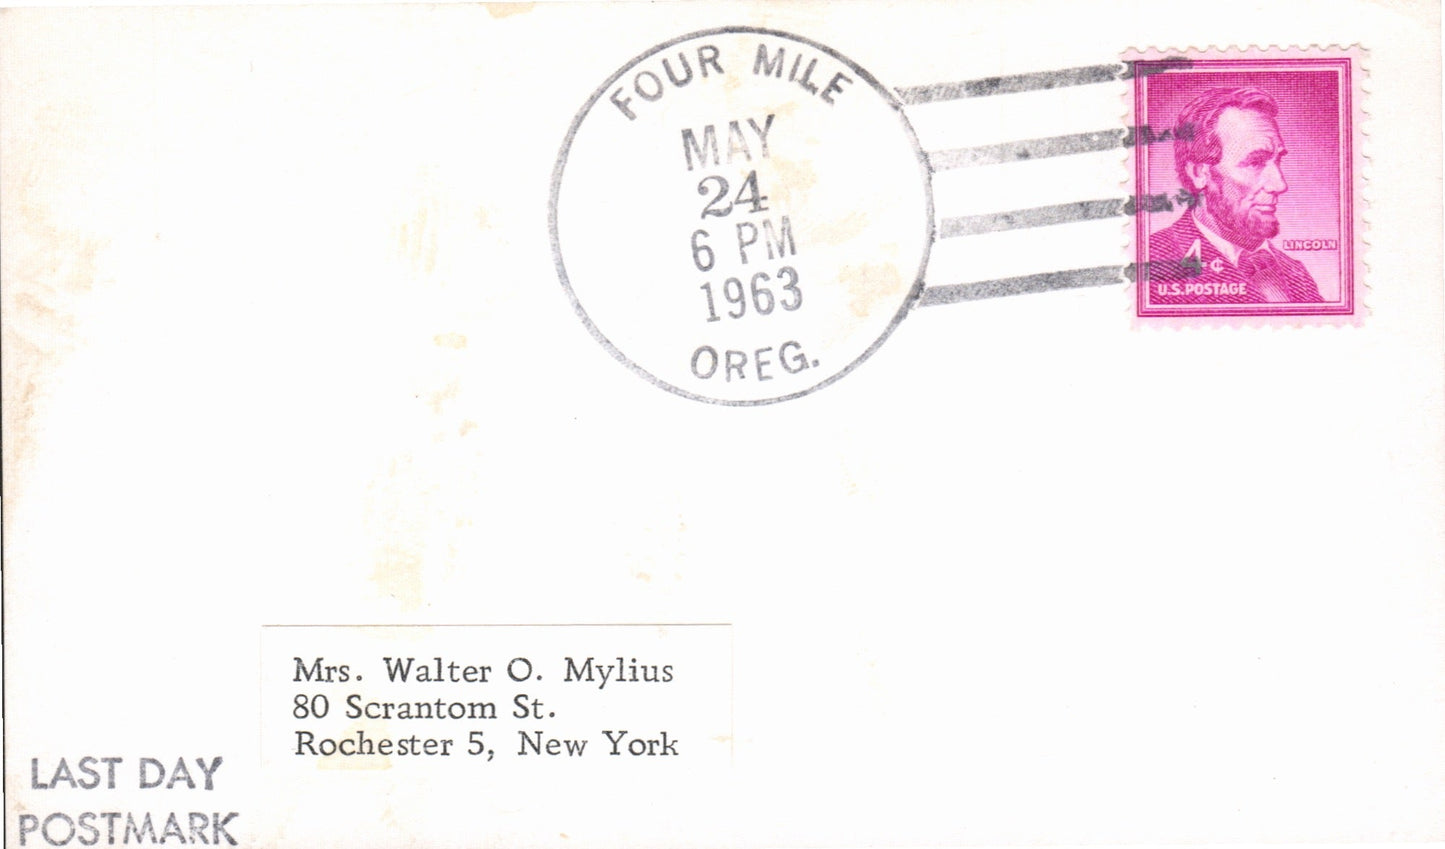 FOUR MILE
MAY
24
6 PM
1963
OREG.
LINCOLN
4¢
U.S. POSTAGE
Mrs. Walter O. Mylius
80 Scrantom St.
Rochester 5, New York
LAST DAY
POSTMARK